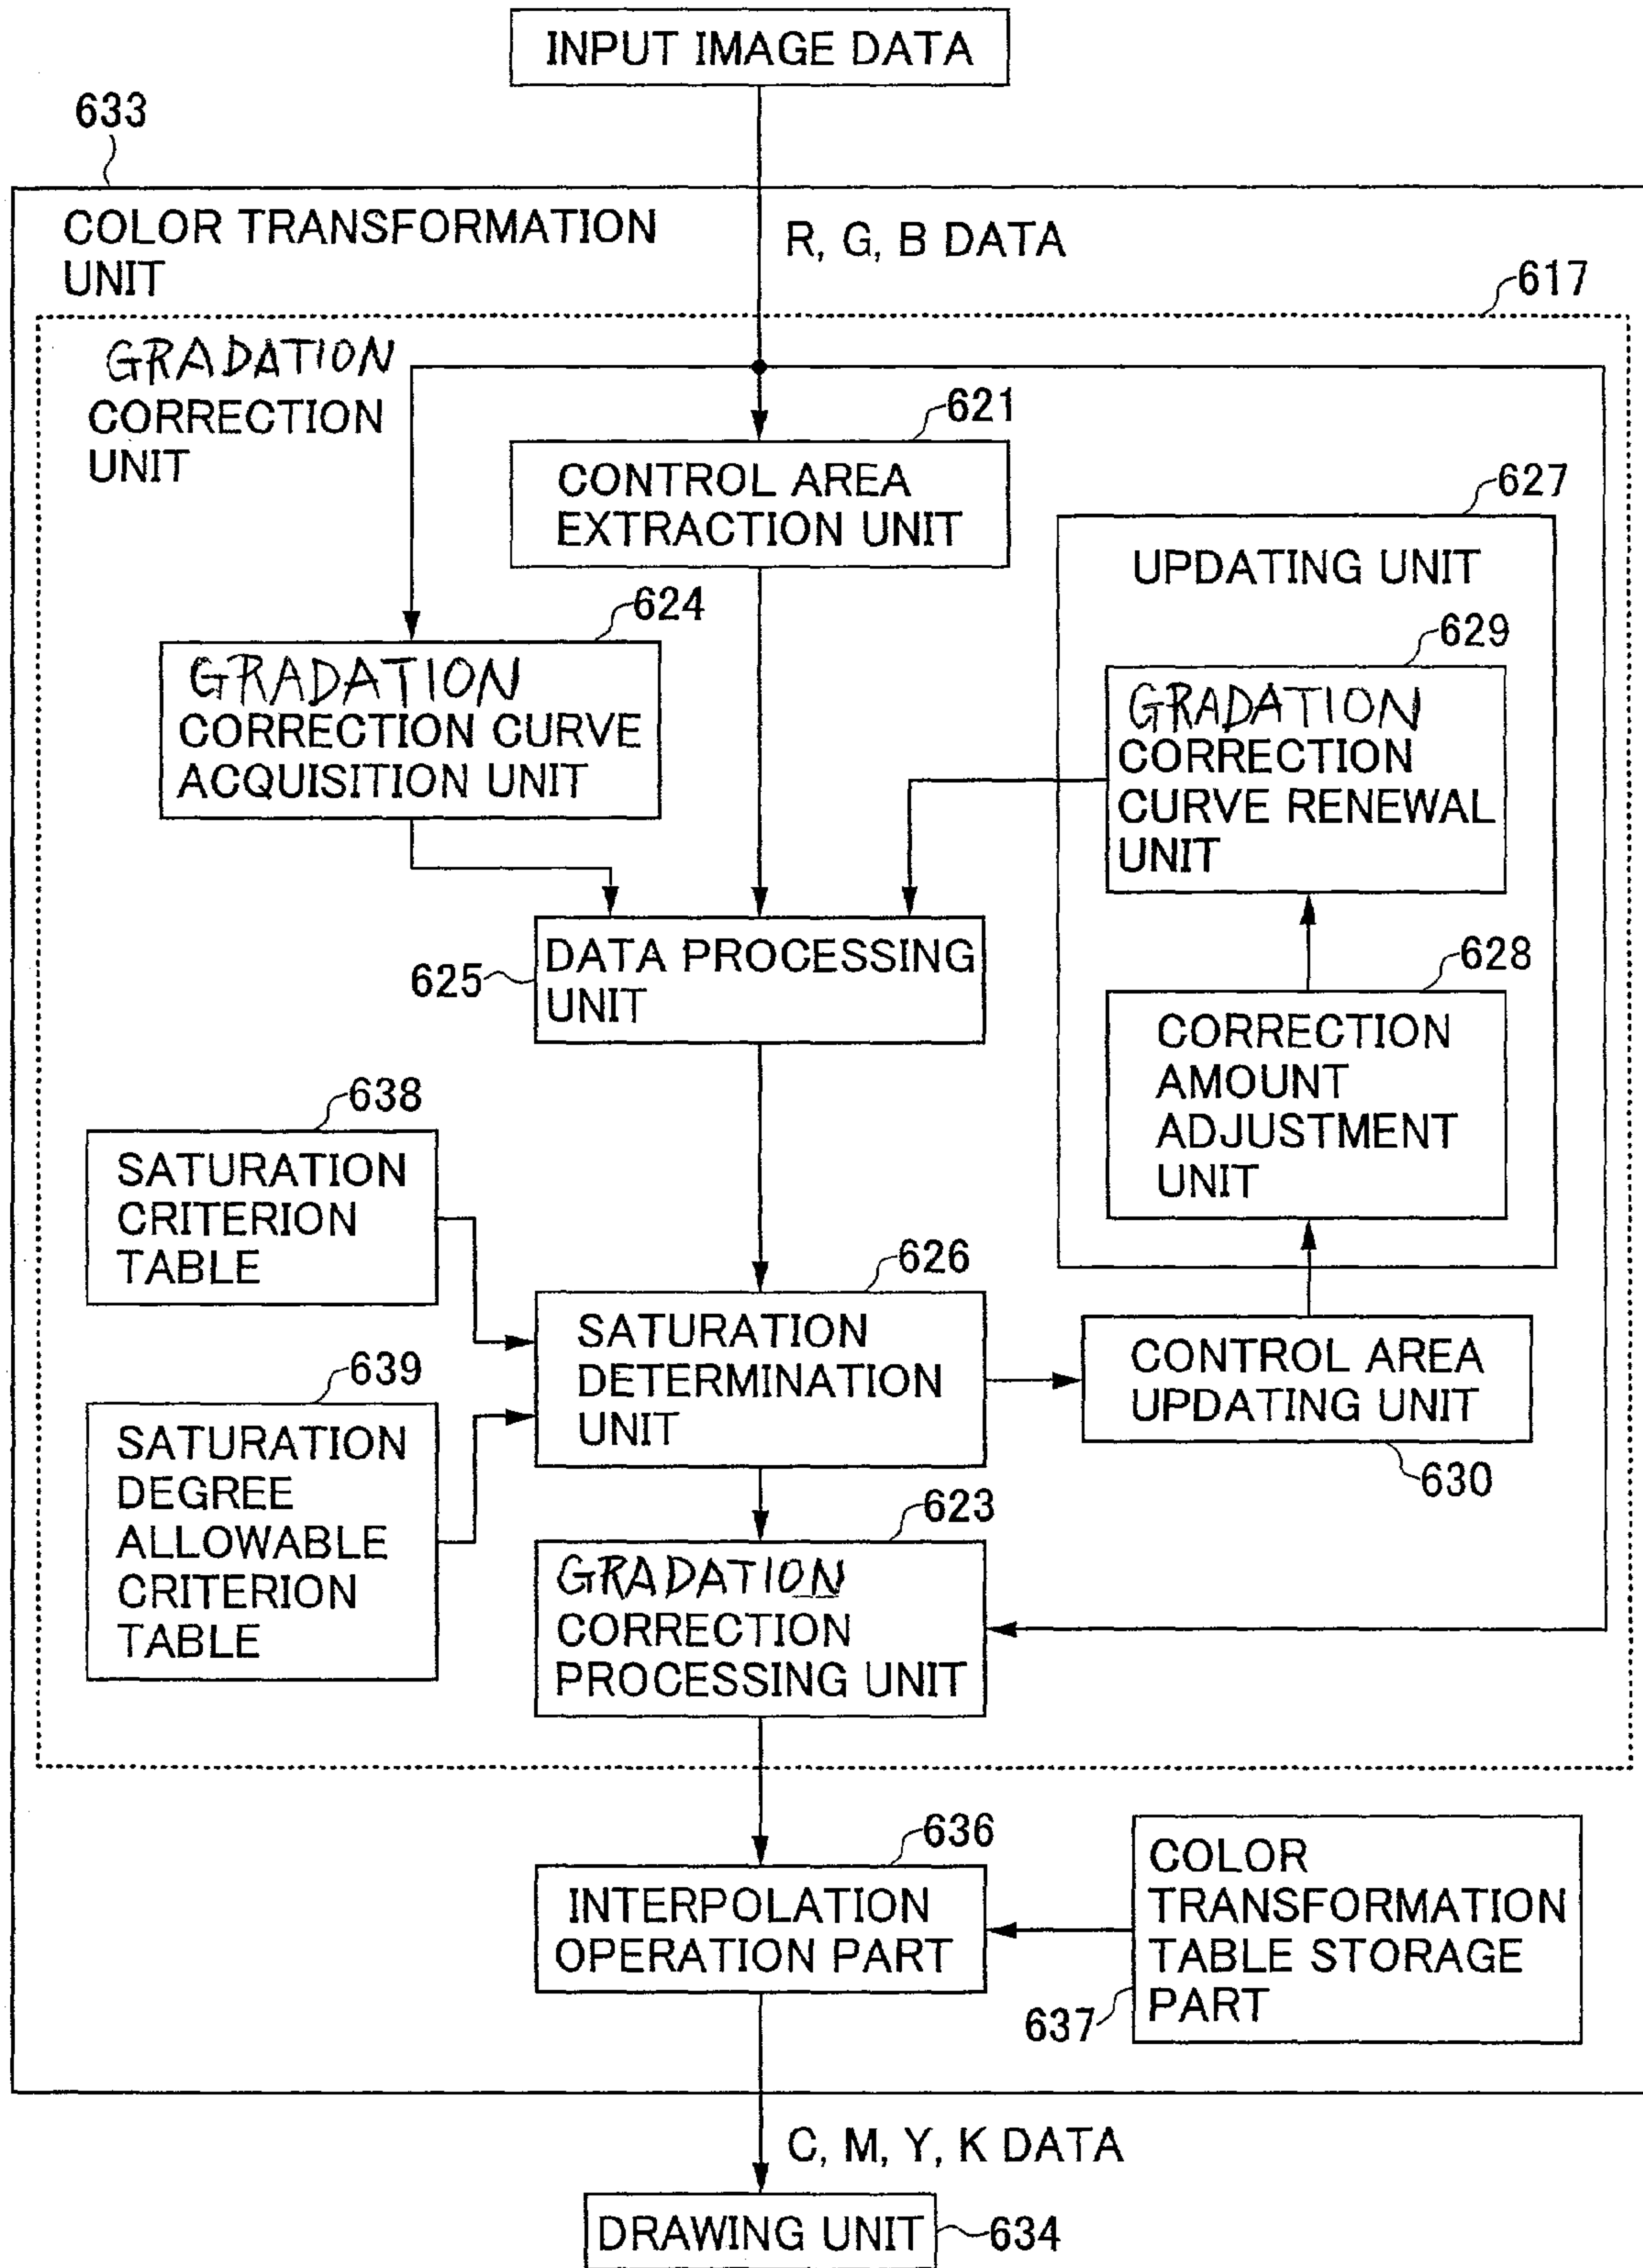 INPUT IMAGE DATA
633
COLOR TRANSFORMATION
UNIT
R, G, B DATA
617
GRADATION
CORRECTION
UNIT
621
CONTROL AREA
EXTRACTION UNIT
627
UPDATING UNIT
624
GRADATION
CORRECTION CURVE
ACQUISITION UNIT
629
GRADATION
CORRECTION
CURVE RENEWAL
UNIT
625
DATA PROCESSING
UNIT
628
CORRECTION
AMOUNT
ADJUSTMENT
UNIT
638
SATURATION
CRITERION
TABLE
626
SATURATION
DETERMINATION
UNIT
CONTROL AREA
UPDATING UNIT
630
639
SATURATION
DEGREE
ALLOWABLE
CRITERION
TABLE
623
GRADATION
CORRECTION
PROCESSING UNIT
636
INTERPOLATION
OPERATION PART
COLOR
TRANSFORMATION
TABLE STORAGE
PART
637
C, M, Y, K DATA
DRAWING UNIT
634